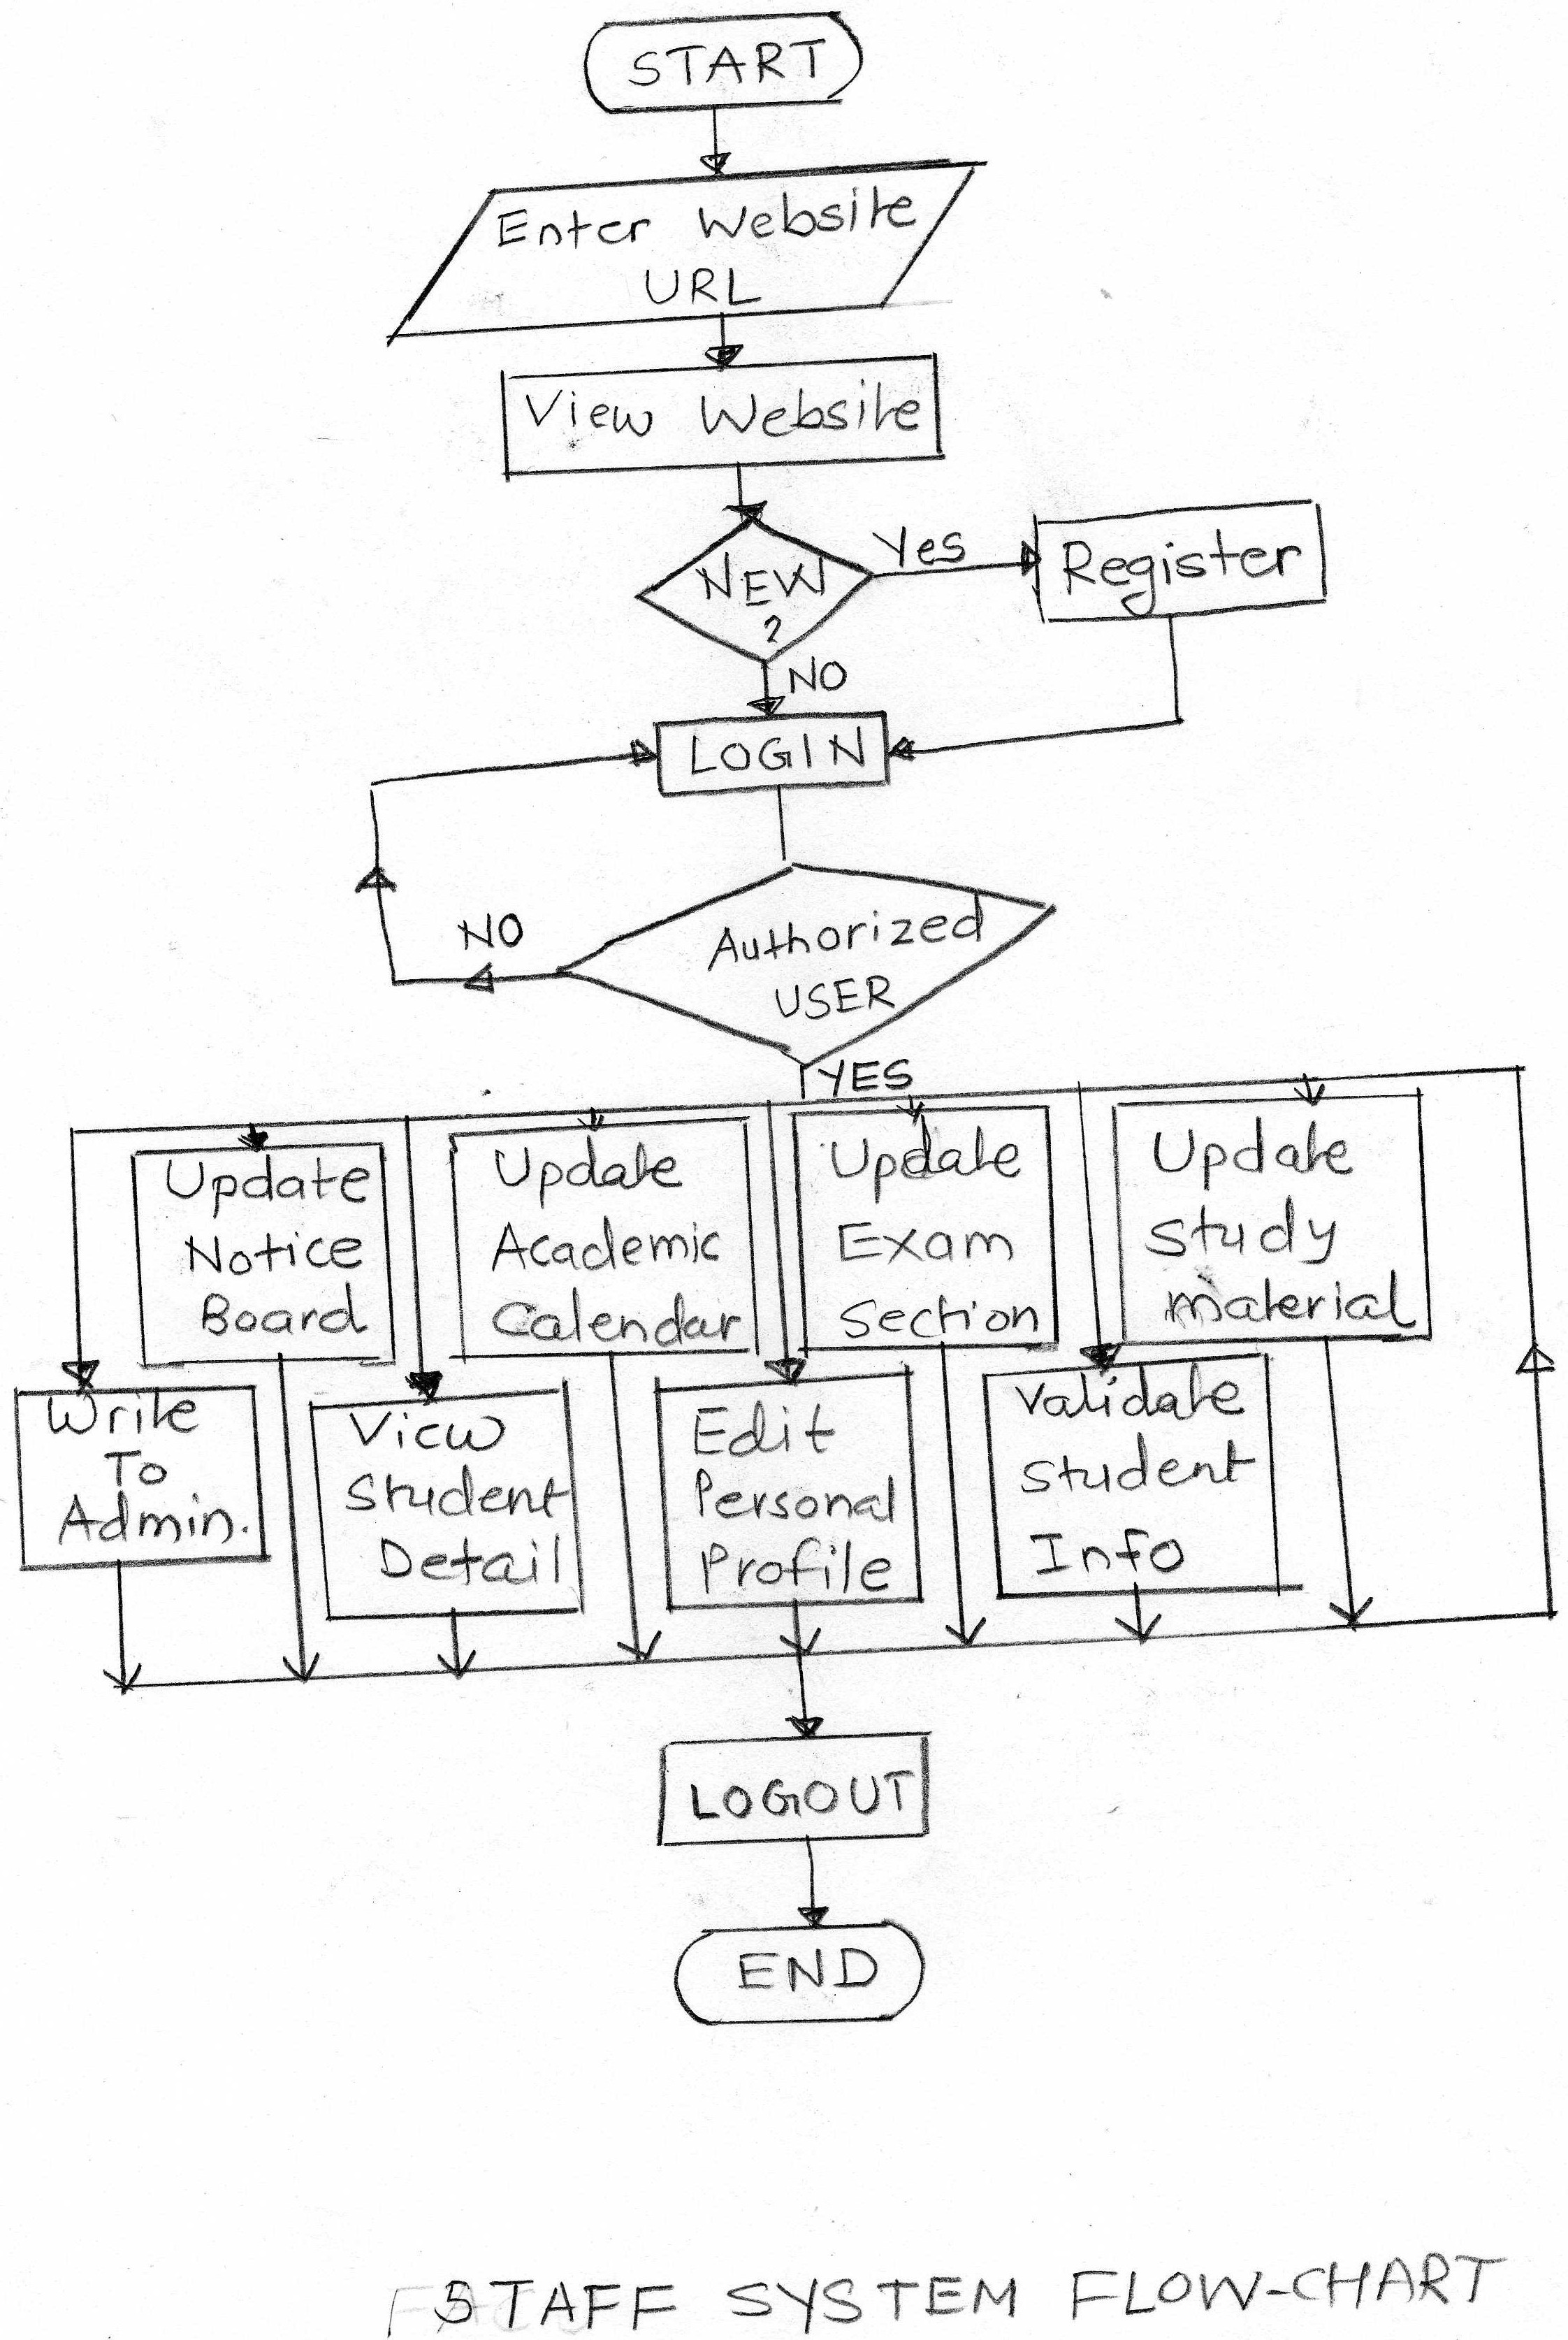 START
Enter Website
URL
View Website
NEW
?
Yes
Register
NO
LOGIN
NO
Authorized
USER
YES
Update
Notice
Board
Update
Academic
Calendar
Update
Exam
Section
Update
Study
material
Write
To
Admin.
View
Student
Detail
Edit
Personal
Profile
Validate
Student
Info
LOGOUT
END
STAFF SYSTEM FLOW-CHART